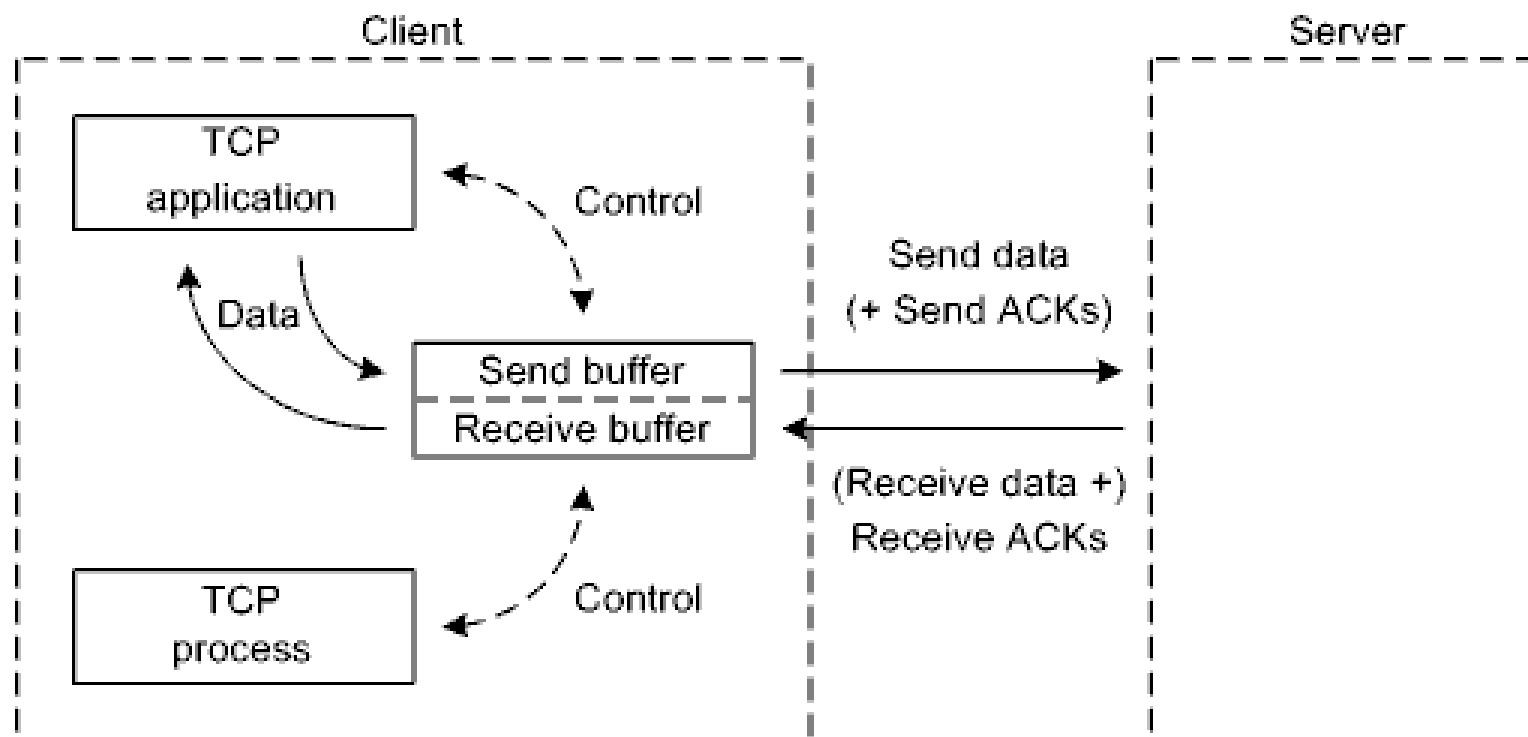 Client
Server
TCP
application
Control
Data
Send data
(+ Send ACKs)
Send buffer
Receive buffer
(Receive data +)
Receive ACKs
TCP
process
Control